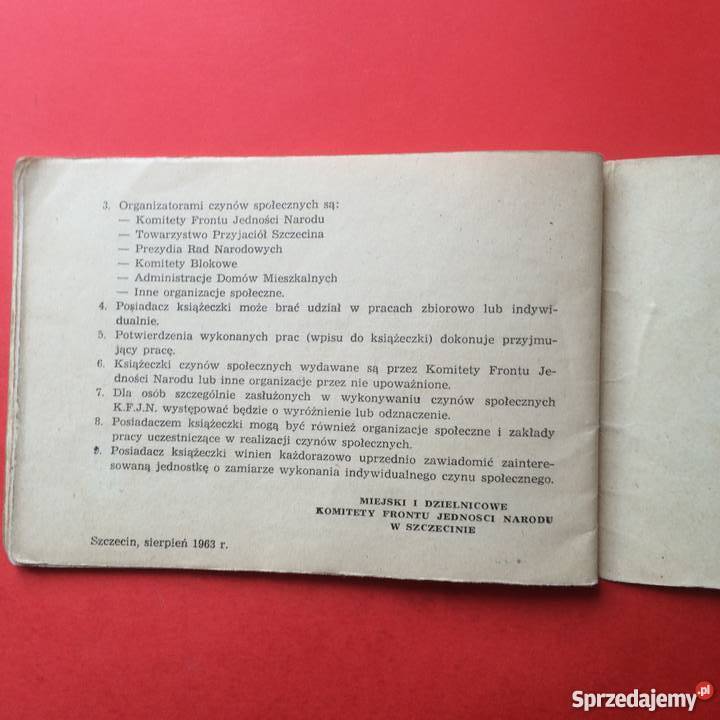 3. Organizatorami czynów społecznych są:
— Komitety Frontu Jedności Narodu
— Towarzystwo Przyjaciół Szczecina
— Prezydia Rad Narodowych
— Komitety Blokowe
— Administracje Domów Mieszkalnych
— Inne organizacje społeczne.
4. Posiadacz książeczki może brać udział w pracach zbiorowo lub indywi-
dualnie.
5. Potwierdzenia wykonanych prac (wpisu do książeczki) dokonuje przyjmu-
jący pracę.
6. Książeczki czynów społecznych wydawane są przez Komitety Frontu Je-
dności Narodu lub inne organizacje przez nie upoważnione.
7. Dla osób szczególnie zasłużonych w wykonywaniu czynów społecznych
K.F.J.N. występować będzie o wyróżnienie lub odznaczenie.
8. Posiadaczem książeczki mogą być również organizacje społeczne i zakłady
pracy uczestniczące w realizacji czynów społecznych.
9. Posiadacz książeczki winien każdorazowo uprzednio zawiadomić zaintere-
sowaną jednostkę o zamiarze wykonania indywidualnego czynu społecznego.
MIEJSKI I DZIELNICOWE
KOMITETY FRONTU JEDNOSCI NARODU
W SZCZECINIE
Szczecin, sierpień 1963 r.
Sprzedajemy.pl